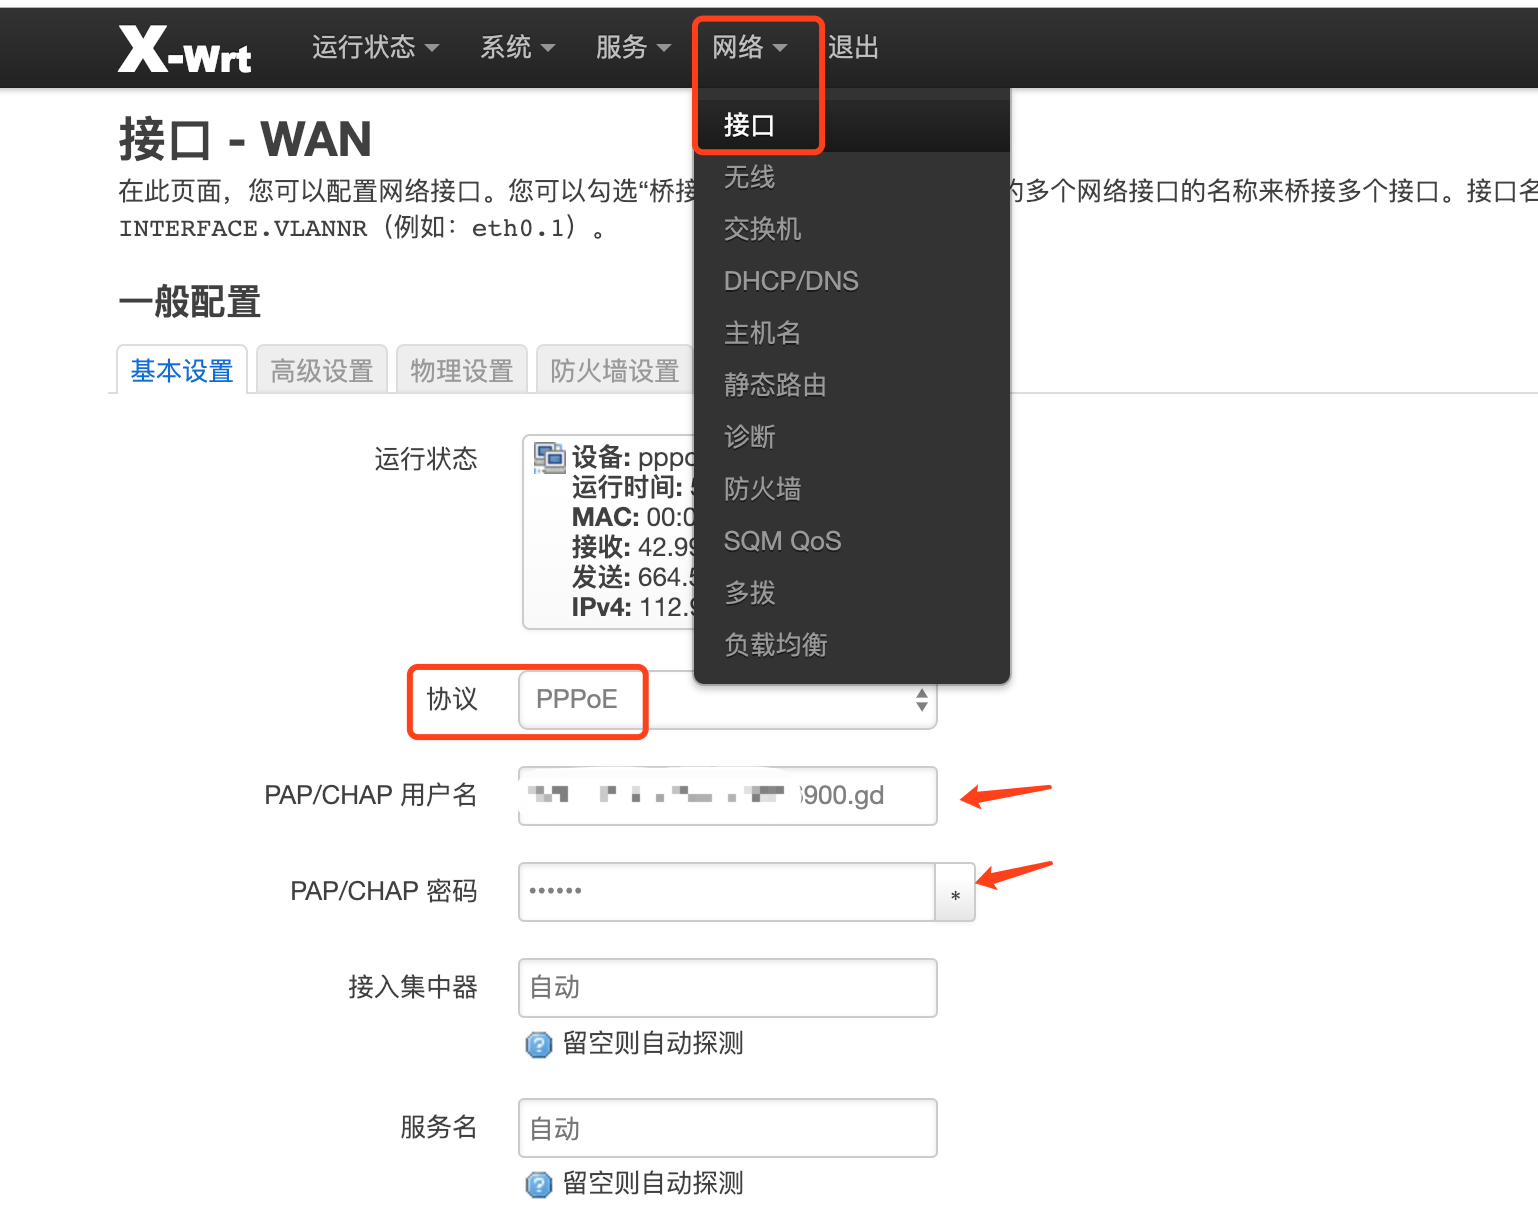 X-Wrt 运行状态 系统 服务 网络 退出
接口
无线
交换机
DHCP/DNS
主机名
静态路由
诊断
防火墙
SQM QoS
多拨
负载均衡
接口 - WAN
在此页面，您可以配置网络接口。您可以勾选“桥接 的多个网络接口的名称来桥接多个接口。接口名
INTERFACE.VLANNR（例如：eth0.1）。
一般配置
基本设置 高级设置 物理设置 防火墙设置
运行状态
设备: pppo
运行时间:
MAC: 00:0
接收: 42.99
发送: 664.5
IPv4: 112.9
协议 PPPoE
PAP/CHAP 用户名 900.gd
PAP/CHAP 密码 •••••• *
接入集中器 自动
留空则自动探测
服务名 自动
留空则自动探测